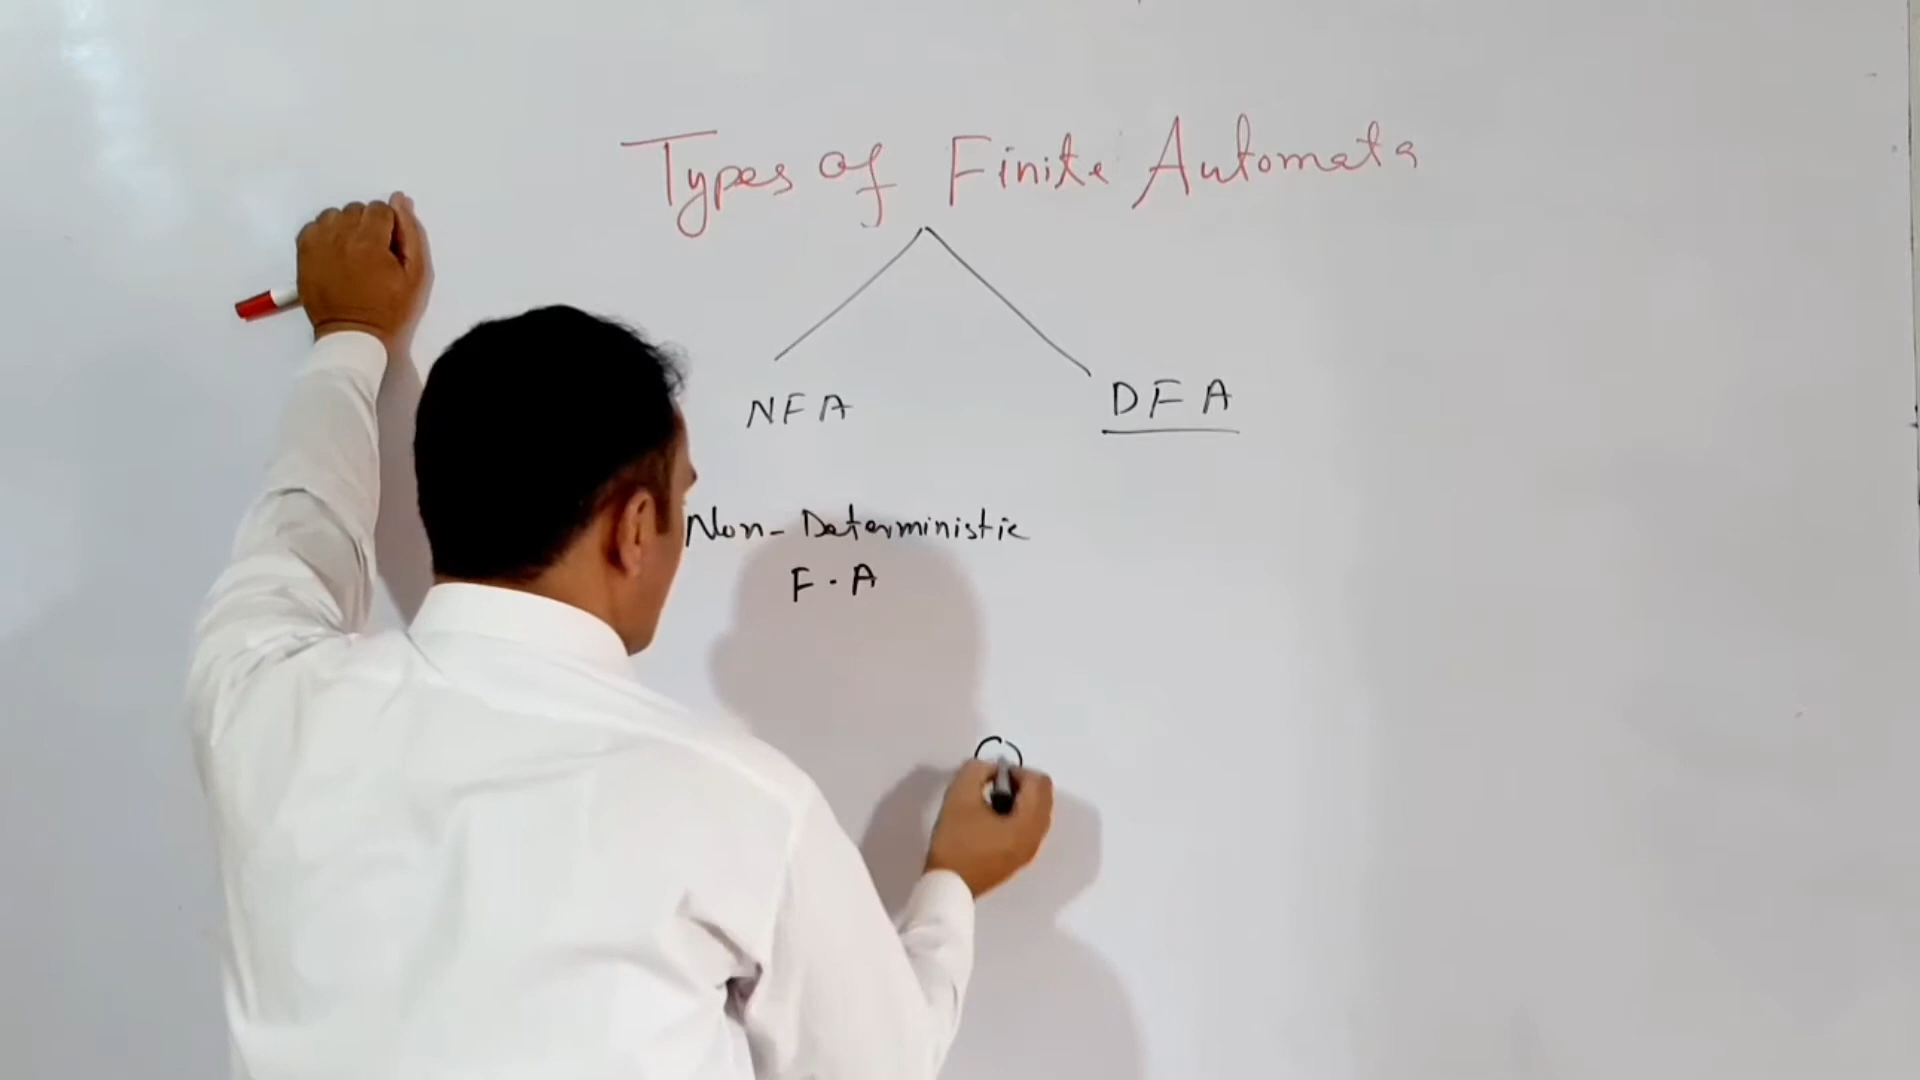 Types of Finite Automata
NFA
DFA
Non-Deterministic
F.A